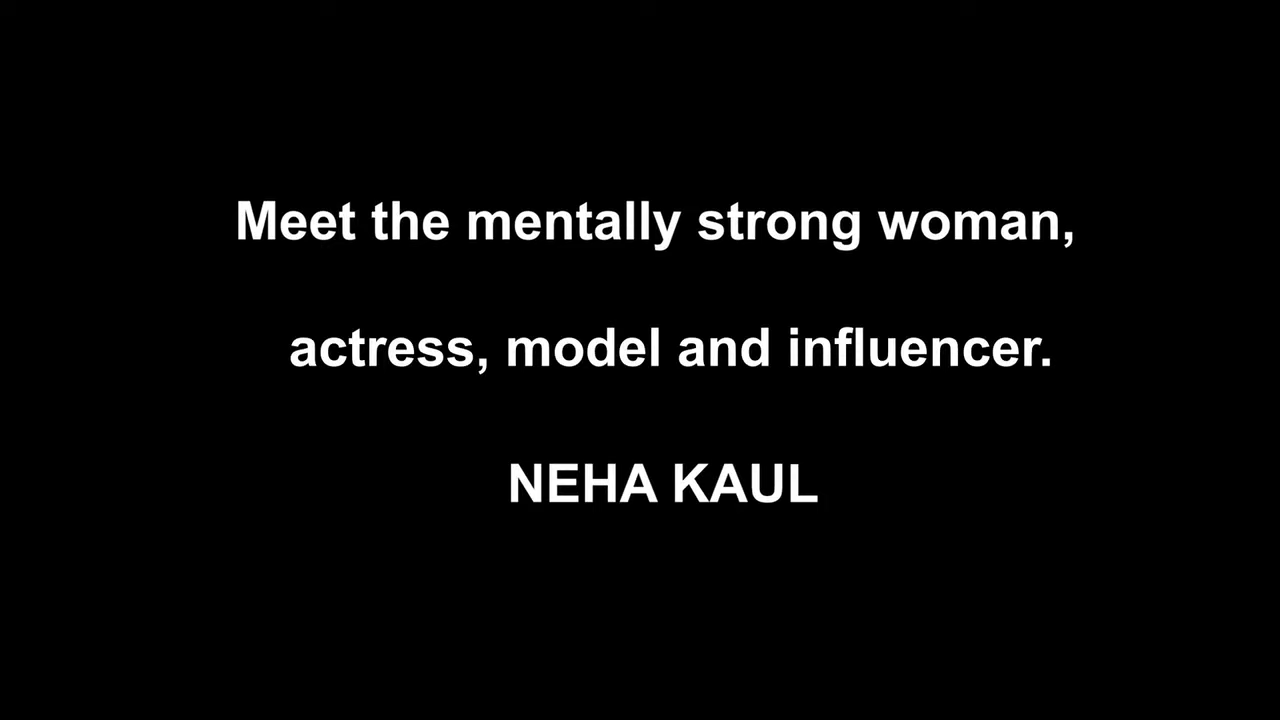 Meet the mentally strong woman,
actress, model and influencer.
NEHA KAUL